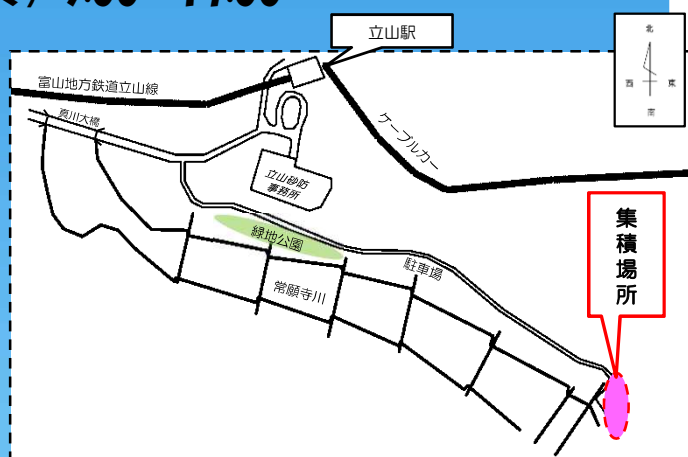 立山駅
北
西 東
南
富山地方鉄道立山線
真川大橋
ケーブルカー
立山砂防
事務所
緑地公園
駐車場
常願寺川
集積場所